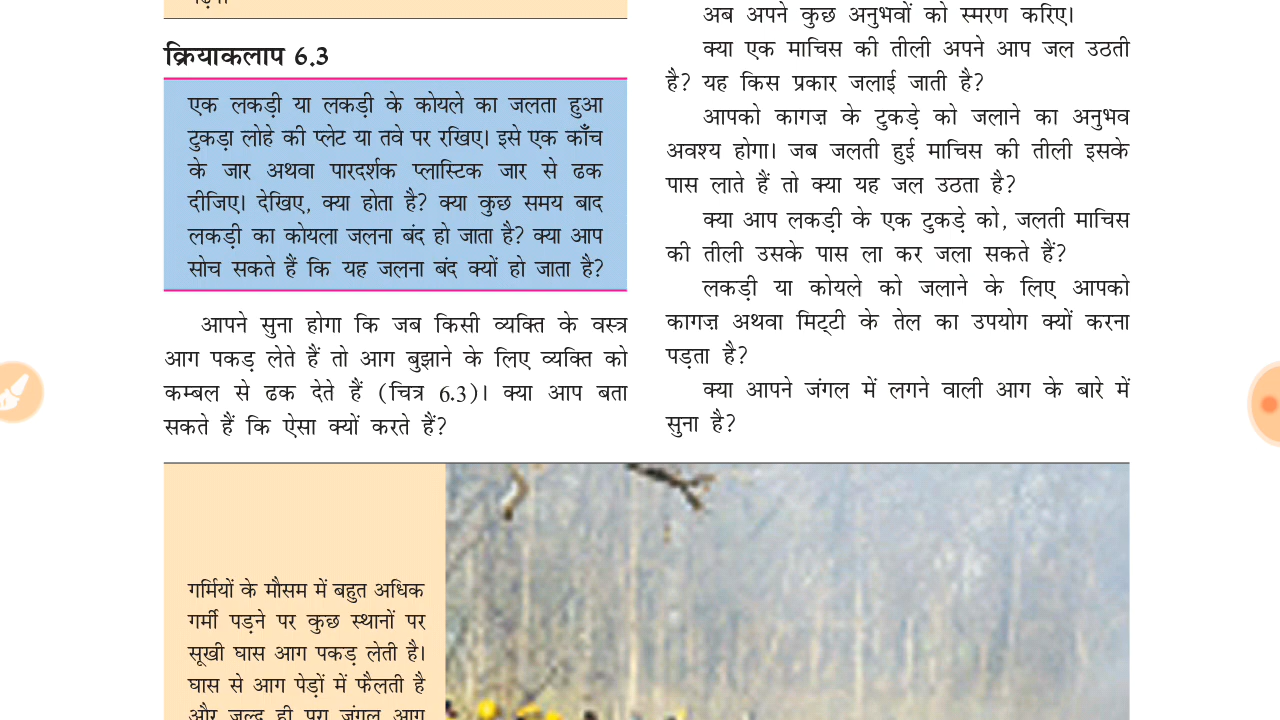 क्रियाकलाप 6.3
एक लकड़ी या लकड़ी के कोयले का जलता हुआ
टुकड़ा लोहे की प्लेट या तवे पर रखिए। इसे एक काँच
के जार अथवा पारदर्शक प्लास्टिक जार से ढक
दीजिए। देखिए, क्या होता है? क्या कुछ समय बाद
लकड़ी का कोयला जलना बंद हो जाता है? क्या आप
सोच सकते हैं कि यह जलना बंद क्यों हो जाता है?
आपने सुना होगा कि जब किसी व्यक्ति के वस्त्र
आग पकड़ लेते हैं तो आग बुझाने के लिए व्यक्ति को
कम्बल से ढक देते हैं (चित्र 6.3)। क्या आप बता
सकते हैं कि ऐसा क्यों करते हैं?
अब अपने कुछ अनुभवों को स्मरण करिए।
क्या एक माचिस की तीली अपने आप जल उठती
है? यह किस प्रकार जलाई जाती है?
आपको कागज़ के टुकड़े को जलाने का अनुभव
अवश्य होगा। जब जलती हुई माचिस की तीली इसके
पास लाते हैं तो क्या यह जल उठता है?
क्या आप लकड़ी के एक टुकड़े को, जलती माचिस
की तीली उसके पास ला कर जला सकते हैं?
लकड़ी या कोयले को जलाने के लिए आपको
कागज़ अथवा मिट्टी के तेल का उपयोग क्यों करना
पड़ता है?
क्या आपने जंगल में लगने वाली आग के बारे में
सुना है?
गर्मियों के मौसम में बहुत अधिक
गर्मी पड़ने पर कुछ स्थानों पर
सूखी घास आग पकड़ लेती है।
घास से आग पेड़ों में फैलती है
और जल्द ही पूरा जंगल आग